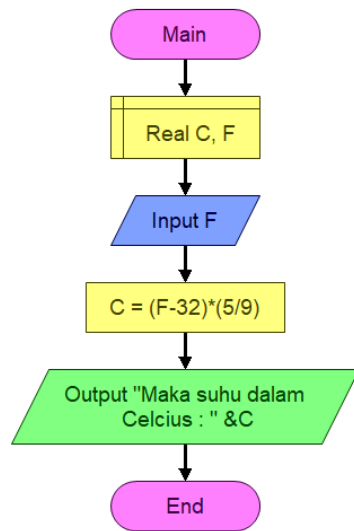 Main
Real C, F
Input F
C = (F-32)*(5/9)
Output "Maka suhu dalam
Celcius : " &C
End